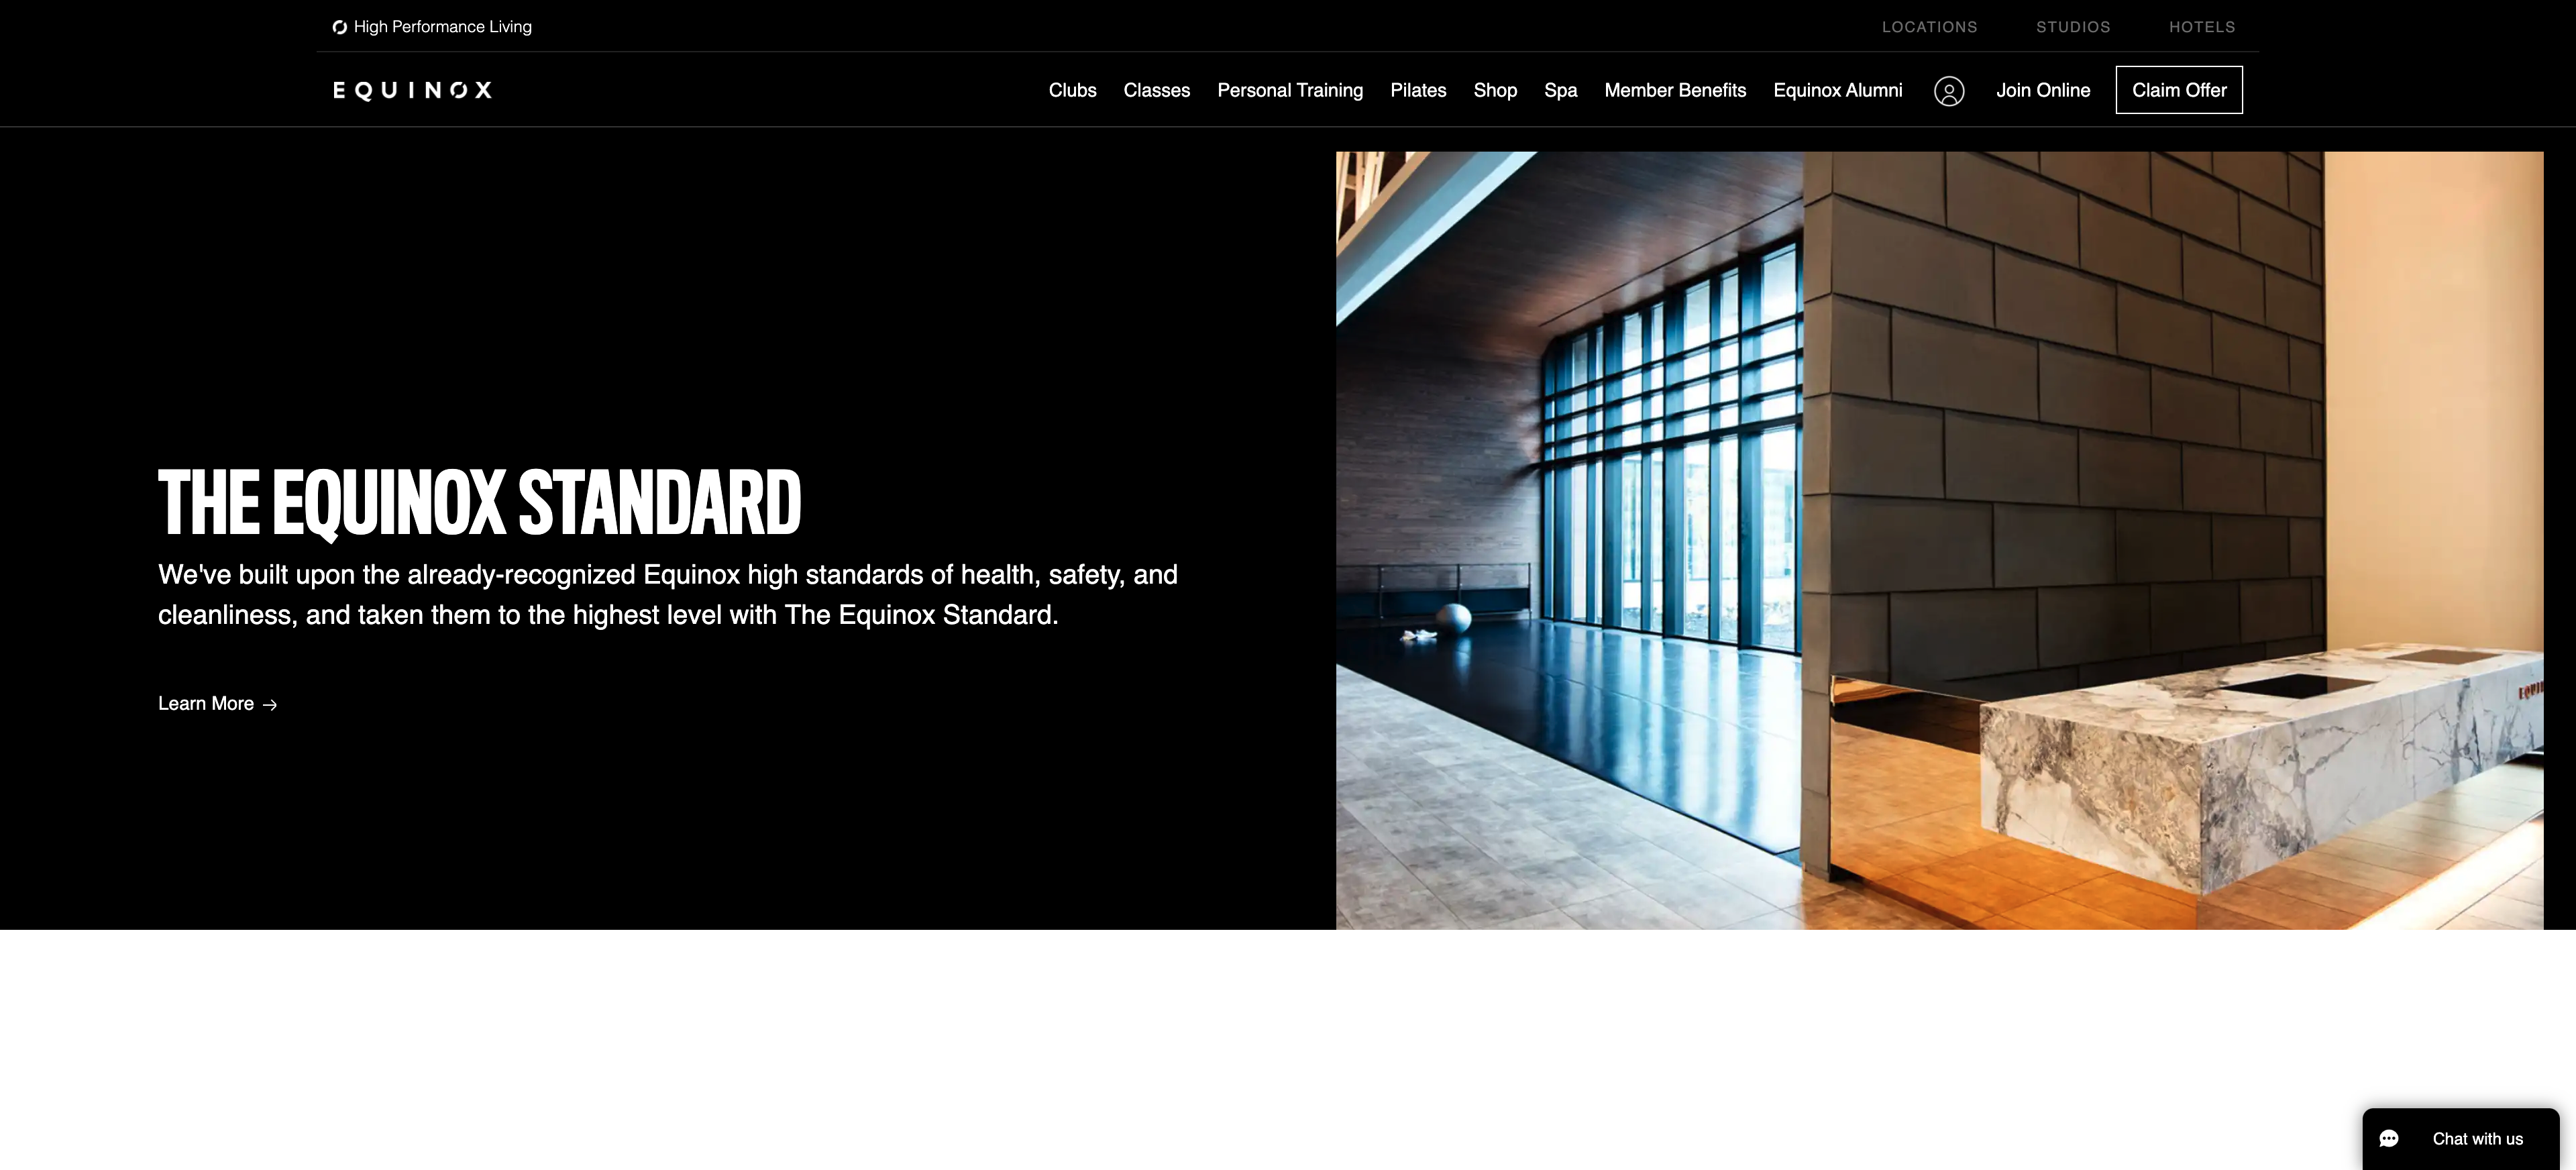 High Performance Living
LOCATIONS STUDIOS HOTELS
EQUINOX
Clubs Classes Personal Training Pilates Shop Spa Member Benefits Equinox Alumni Join Online Claim Offer
THE EQUINOX STANDARD
We've built upon the already-recognized Equinox high standards of health, safety, and
cleanliness, and taken them to the highest level with The Equinox Standard.
Learn More →
Chat with us